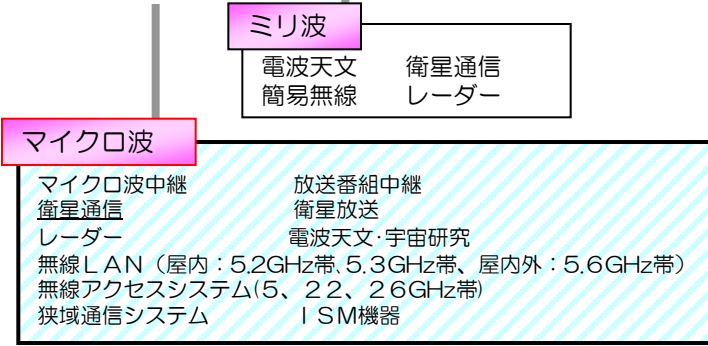 ミリ波
電波天文 衛星通信
簡易無線 レーダー
マイクロ波
マイクロ波中継 放送番組中継
衛星通信 衛星放送
レーダー 電波天文・宇宙研究
無線ＬＡＮ（屋内：５.２GHz帯､５.３GHz帯、屋内外：５.６GHz帯）
無線アクセスシステム(５、２２、２６GHz帯)
狭域通信システム ＩＳＭ機器